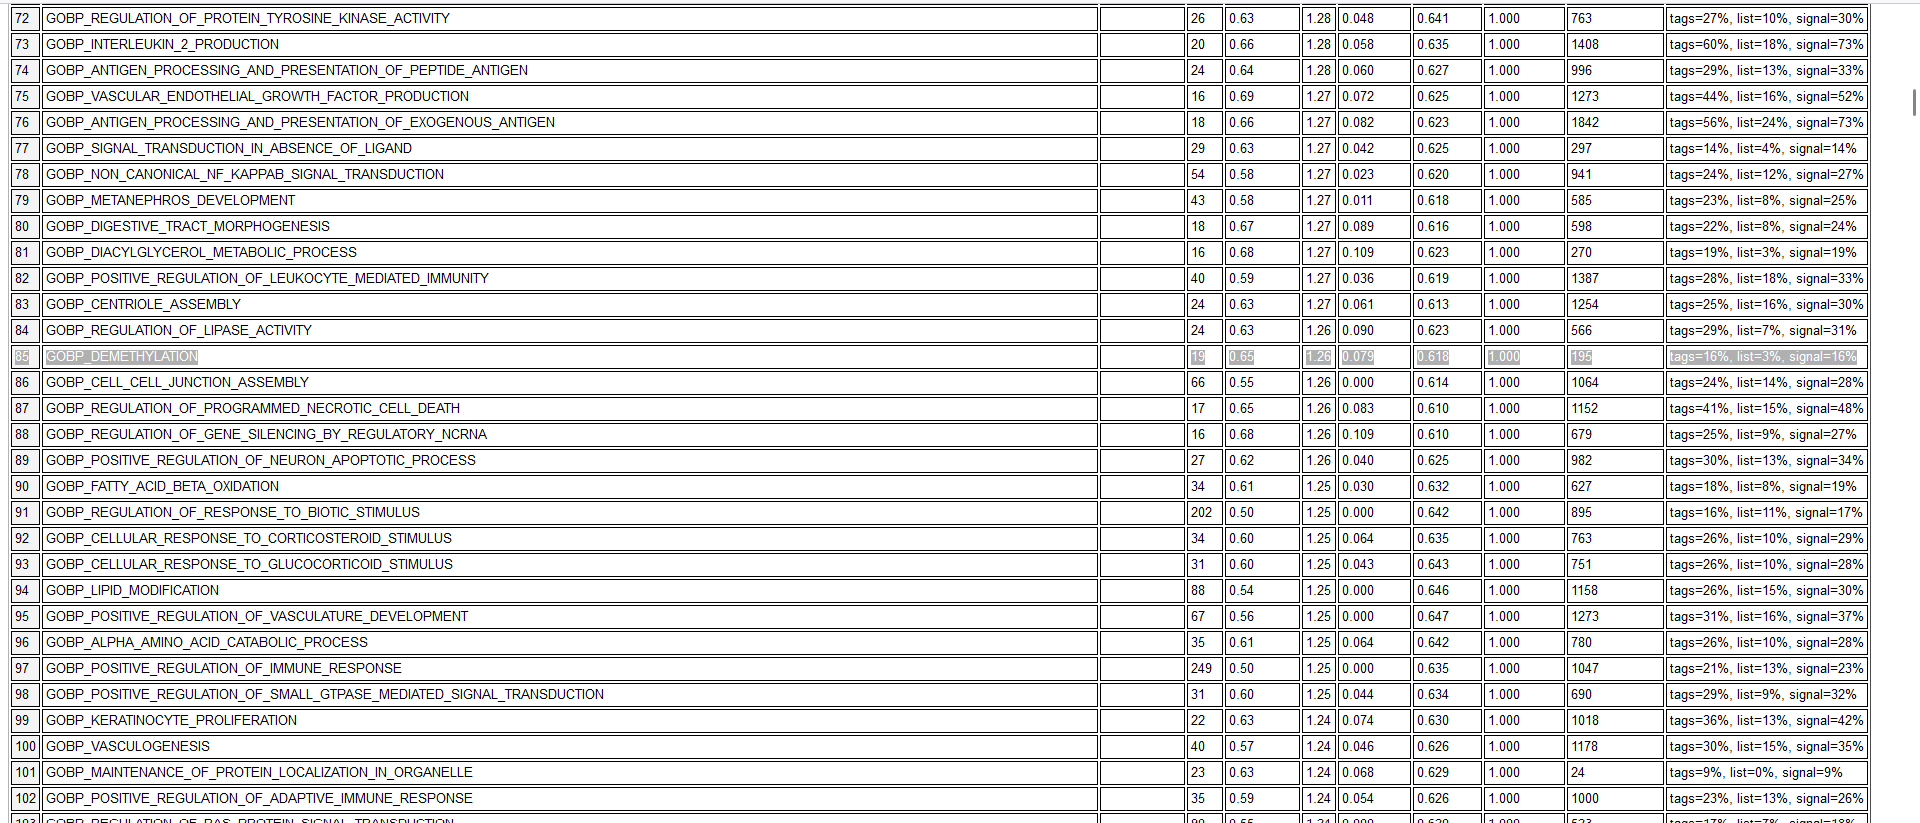 72 GOBP_REGULATION_OF_PROTEIN_TYROSINE_KINASE_ACTIVITY 26 0.63 1.28 0.048 0.641 1.000 763 tags=27%, list=10%, signal=30%
73 GOBP_INTERLEUKIN_2_PRODUCTION 20 0.66 1.28 0.058 0.635 1.000 1408 tags=60%, list=18%, signal=73%
74 GOBP_ANTIGEN_PROCESSING_AND_PRESENTATION_OF_PEPTIDE_ANTIGEN 24 0.64 1.28 0.060 0.627 1.000 996 tags=29%, list=13%, signal=33%
75 GOBP_VASCULAR_ENDOTHELIAL_GROWTH_FACTOR_PRODUCTION 16 0.69 1.27 0.072 0.625 1.000 1273 tags=44%, list=16%, signal=52%
76 GOBP_ANTIGEN_PROCESSING_AND_PRESENTATION_OF_EXOGENOUS_ANTIGEN 18 0.66 1.27 0.082 0.623 1.000 1842 tags=56%, list=24%, signal=73%
77 GOBP_SIGNAL_TRANSDUCTION_IN_ABSENCE_OF_LIGAND 29 0.63 1.27 0.042 0.625 1.000 297 tags=14%, list=4%, signal=14%
78 GOBP_NON_CANONICAL_NF_KAPPAB_SIGNAL_TRANSDUCTION 54 0.58 1.27 0.023 0.620 1.000 941 tags=24%, list=12%, signal=27%
79 GOBP_METANEPHROS_DEVELOPMENT 43 0.58 1.27 0.011 0.618 1.000 585 tags=23%, list=8%, signal=25%
80 GOBP_DIGESTIVE_TRACT_MORPHOGENESIS 18 0.67 1.27 0.089 0.616 1.000 598 tags=22%, list=8%, signal=24%
81 GOBP_DIACYLGLYCEROL_METABOLIC_PROCESS 16 0.68 1.27 0.109 0.623 1.000 270 tags=19%, list=3%, signal=19%
82 GOBP_POSITIVE_REGULATION_OF_LEUKOCYTE_MEDIATED_IMMUNITY 40 0.59 1.27 0.036 0.619 1.000 1387 tags=28%, list=18%, signal=33%
83 GOBP_CENTRIOLE_ASSEMBLY 24 0.63 1.27 0.061 0.613 1.000 1254 tags=25%, list=16%, signal=30%
84 GOBP_REGULATION_OF_LIPASE_ACTIVITY 24 0.63 1.26 0.090 0.623 1.000 566 tags=29%, list=7%, signal=31%
85 GOBP_DEMETHYLATION 19 0.65 1.26 0.079 0.618 1.000 195 tags=16%, list=3%, signal=16%
86 GOBP_CELL_CELL_JUNCTION_ASSEMBLY 66 0.55 1.26 0.000 0.614 1.000 1064 tags=24%, list=14%, signal=28%
87 GOBP_REGULATION_OF_PROGRAMMED_NECROTIC_CELL_DEATH 17 0.65 1.26 0.083 0.610 1.000 1152 tags=41%, list=15%, signal=48%
88 GOBP_REGULATION_OF_GENE_SILENCING_BY_REGULATORY_NCRNA 16 0.68 1.26 0.109 0.610 1.000 679 tags=25%, list=9%, signal=27%
89 GOBP_POSITIVE_REGULATION_OF_NEURON_APOPTOTIC_PROCESS 27 0.62 1.26 0.040 0.625 1.000 982 tags=30%, list=13%, signal=34%
90 GOBP_FATTY_ACID_BETA_OXIDATION 34 0.61 1.25 0.030 0.632 1.000 627 tags=18%, list=8%, signal=19%
91 GOBP_REGULATION_OF_RESPONSE_TO_BIOTIC_STIMULUS 202 0.50 1.25 0.000 0.642 1.000 895 tags=16%, list=11%, signal=17%
92 GOBP_CELLULAR_RESPONSE_TO_CORTICOSTEROID_STIMULUS 34 0.60 1.25 0.064 0.635 1.000 763 tags=26%, list=10%, signal=29%
93 GOBP_CELLULAR_RESPONSE_TO_GLUCOCORTICOID_STIMULUS 31 0.60 1.25 0.043 0.643 1.000 751 tags=26%, list=10%, signal=28%
94 GOBP_LIPID_MODIFICATION 88 0.54 1.25 0.000 0.646 1.000 1158 tags=26%, list=15%, signal=30%
95 GOBP_POSITIVE_REGULATION_OF_VASCULATURE_DEVELOPMENT 67 0.56 1.25 0.000 0.647 1.000 1273 tags=31%, list=16%, signal=37%
96 GOBP_ALPHA_AMINO_ACID_CATABOLIC_PROCESS 35 0.61 1.25 0.064 0.642 1.000 780 tags=26%, list=10%, signal=28%
97 GOBP_POSITIVE_REGULATION_OF_IMMUNE_RESPONSE 249 0.50 1.25 0.000 0.635 1.000 1047 tags=21%, list=13%, signal=23%
98 GOBP_POSITIVE_REGULATION_OF_SMALL_GTPASE_MEDIATED_SIGNAL_TRANSDUCTION 31 0.60 1.25 0.044 0.634 1.000 690 tags=29%, list=9%, signal=32%
99 GOBP_KERATINOCYTE_PROLIFERATION 22 0.63 1.24 0.074 0.630 1.000 1018 tags=36%, list=13%, signal=42%
100 GOBP_VASCULOGENESIS 40 0.57 1.24 0.046 0.626 1.000 1178 tags=30%, list=15%, signal=35%
101 GOBP_MAINTENANCE_OF_PROTEIN_LOCALIZATION_IN_ORGANELLE 23 0.63 1.24 0.068 0.629 1.000 24 tags=9%, list=0%, signal=9%
102 GOBP_POSITIVE_REGULATION_OF_ADAPTIVE_IMMUNE_RESPONSE 35 0.59 1.24 0.054 0.626 1.000 1000 tags=23%, list=13%, signal=26%
103 GOBP_REGULATION_OF_RAS_PROTEIN_SIGNAL_TRANSDUCTION